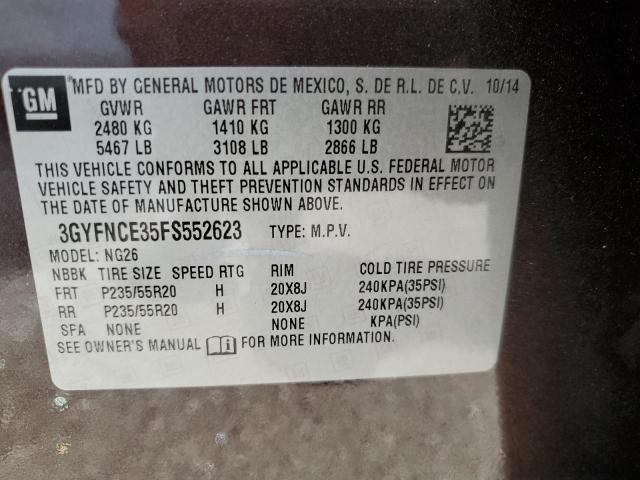 GM
MFD BY GENERAL MOTORS DE MEXICO, S. DE R.L. DE C.V. 10/14
GVWR GAWR FRT GAWR RR
2480 KG 1410 KG 1300 KG
5467 LB 3108 LB 2866 LB
THIS VEHICLE CONFORMS TO ALL APPLICABLE U.S. FEDERAL MOTOR
VEHICLE SAFETY AND THEFT PREVENTION STANDARDS IN EFFECT ON
THE DATE OF MANUFACTURE SHOWN ABOVE.
3GYFNCE35FS552623 TYPE: M.P.V.
MODEL: NG26
NBBK TIRE SIZE SPEED RTG RIM COLD TIRE PRESSURE
FRT P235/55R20 H 20X8J 240KPA(35PSI)
RR P235/55R20 H 20X8J 240KPA(35PSI)
SFA NONE NONE KPA(PSI)
SEE OWNER'S MANUAL FOR MORE INFORMATION.